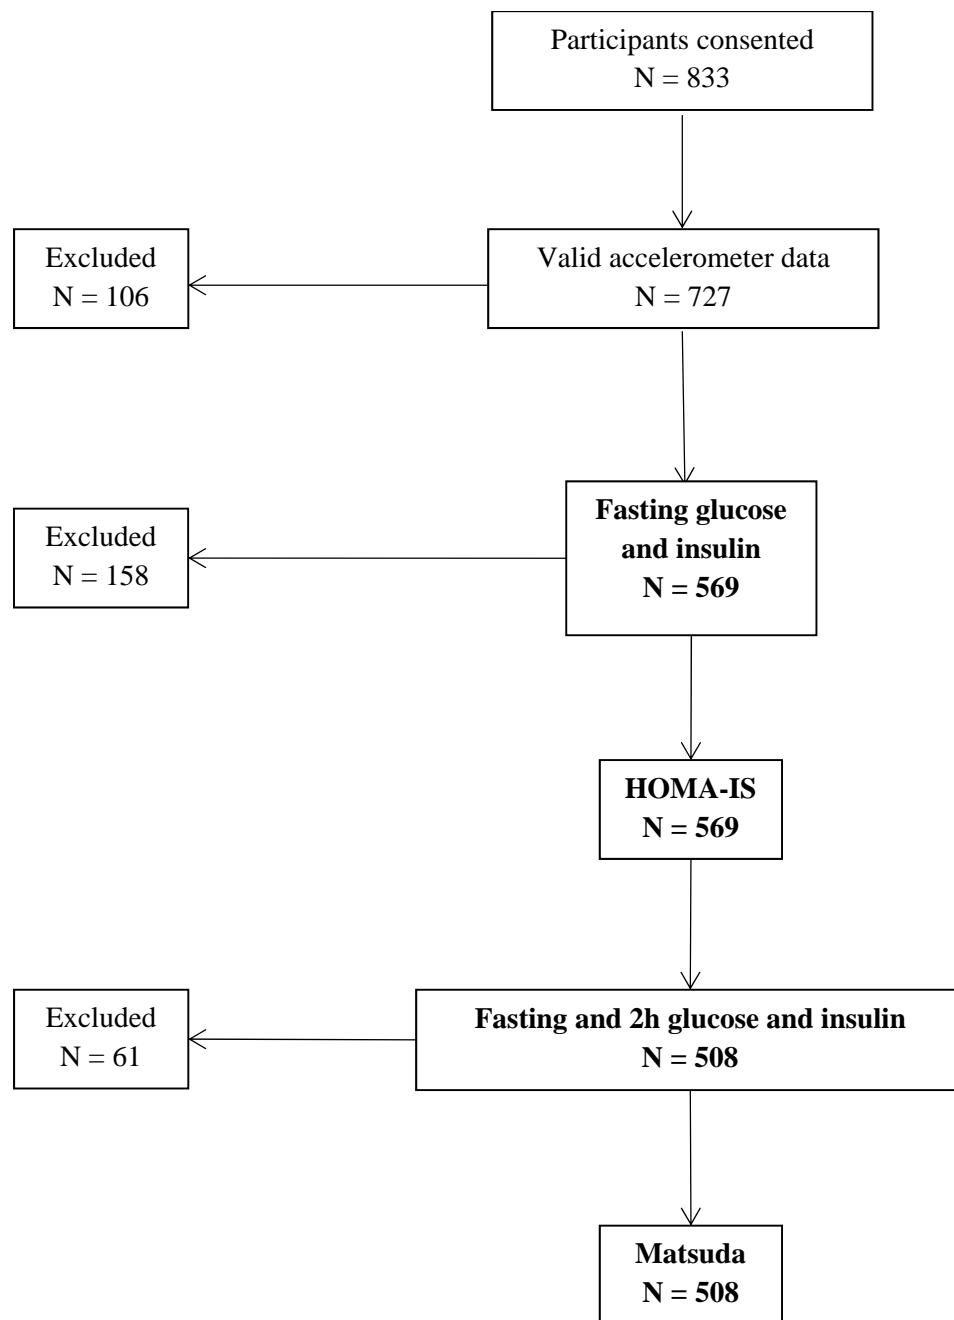 Participants consented
N = 833
Excluded
N = 106
Valid accelerometer data
N = 727
Excluded
N = 158
Fasting glucose
and insulin
N = 569
HOMA-IS
N = 569
Excluded
N = 61
Fasting and 2h glucose and insulin
N = 508
Matsuda
N = 508